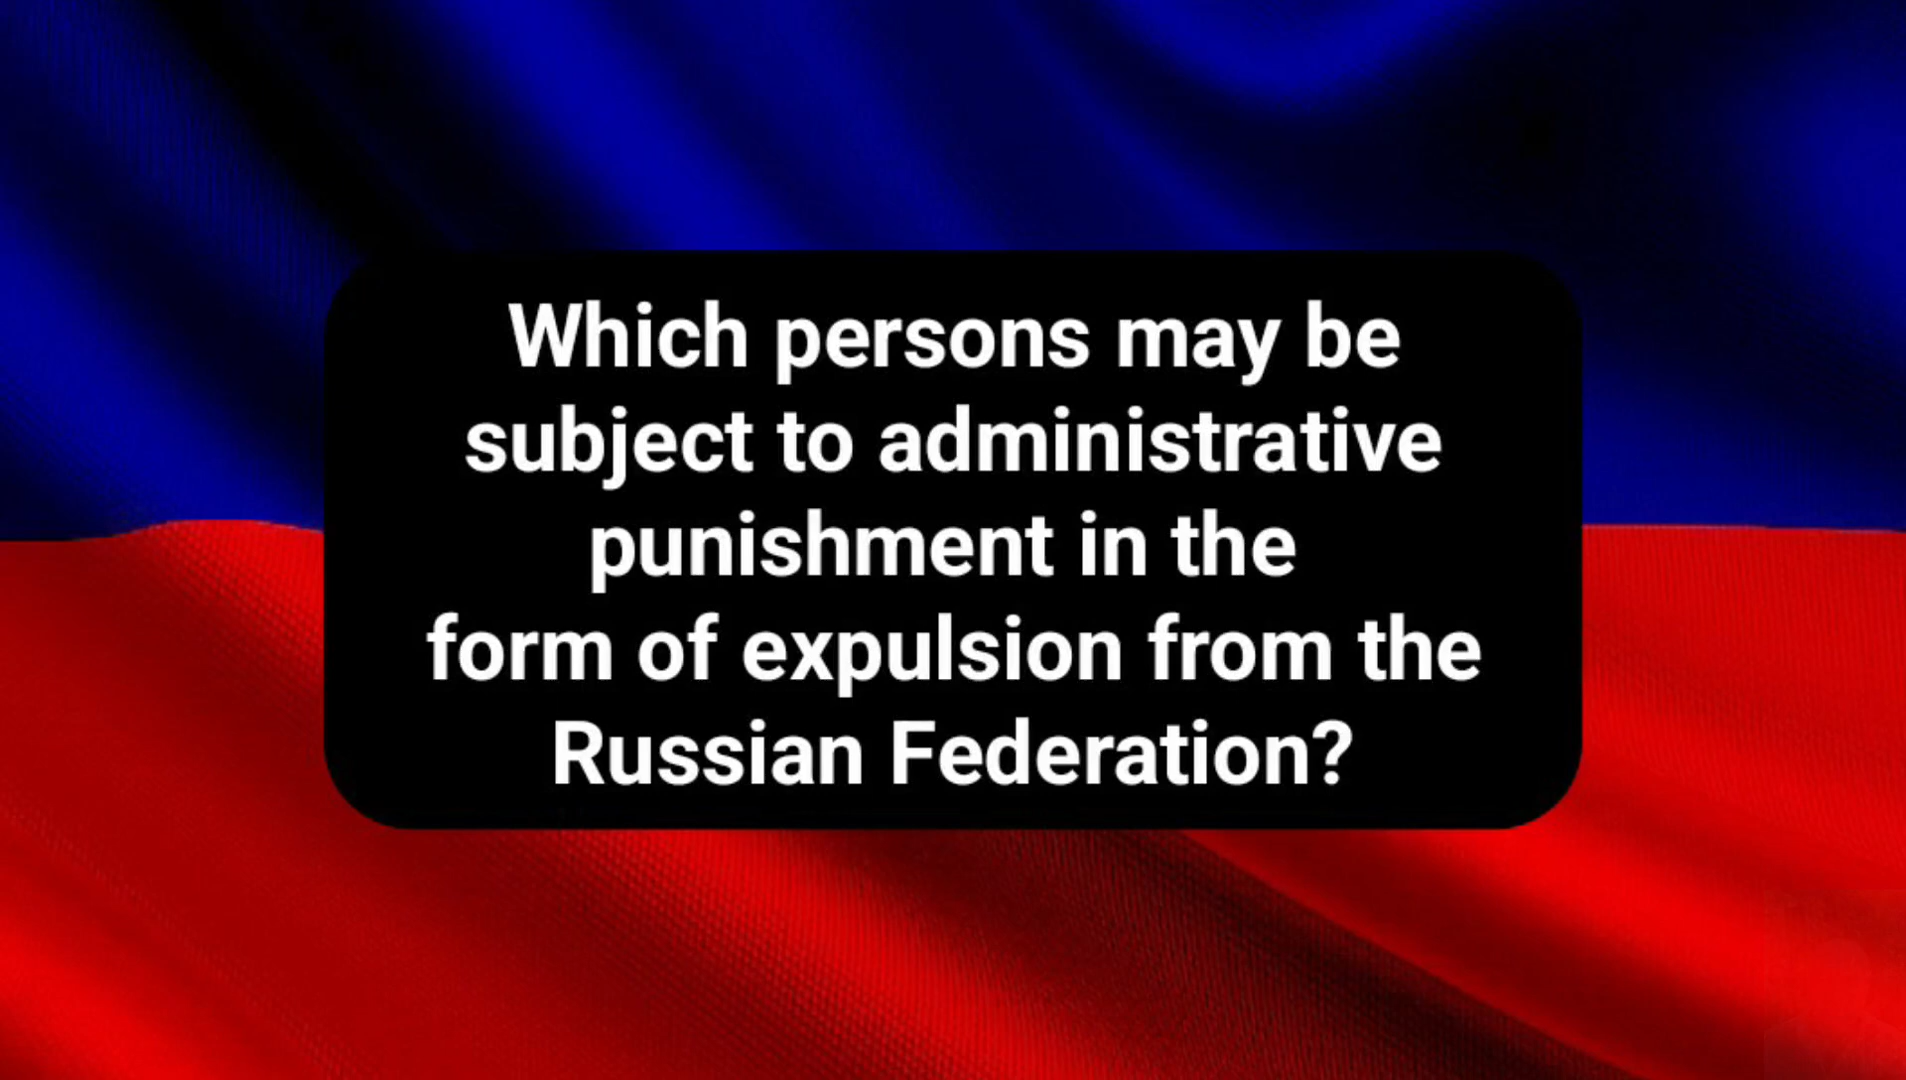 Which persons may be
subject to administrative
punishment in the
form of expulsion from the
Russian Federation?